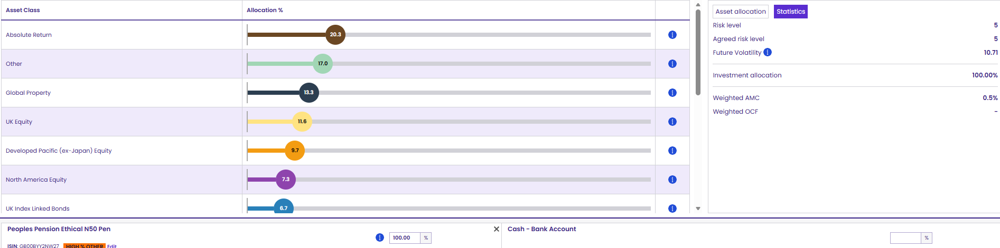 Asset Class Allocation %
Absolute Return 20.3
Other 17.0
Global Property 13.3
UK Equity 11.6
Developed Pacific (ex-Japan) Equity 9.7
North America Equity 7.3
UK Index Linked Bonds 6.7
Asset allocation Statistics
Risk level 5
Agreed risk level 5
Future Volatility 10.71
Investment allocation 100.00%
Weighted AMC 0.5%
Weighted OCF -
Peoples Pension Ethical N50 Pen
100.00 %
ISIN: GB00BYY2NW27 HIGH % OTHER Edit
Cash - Bank Account
%